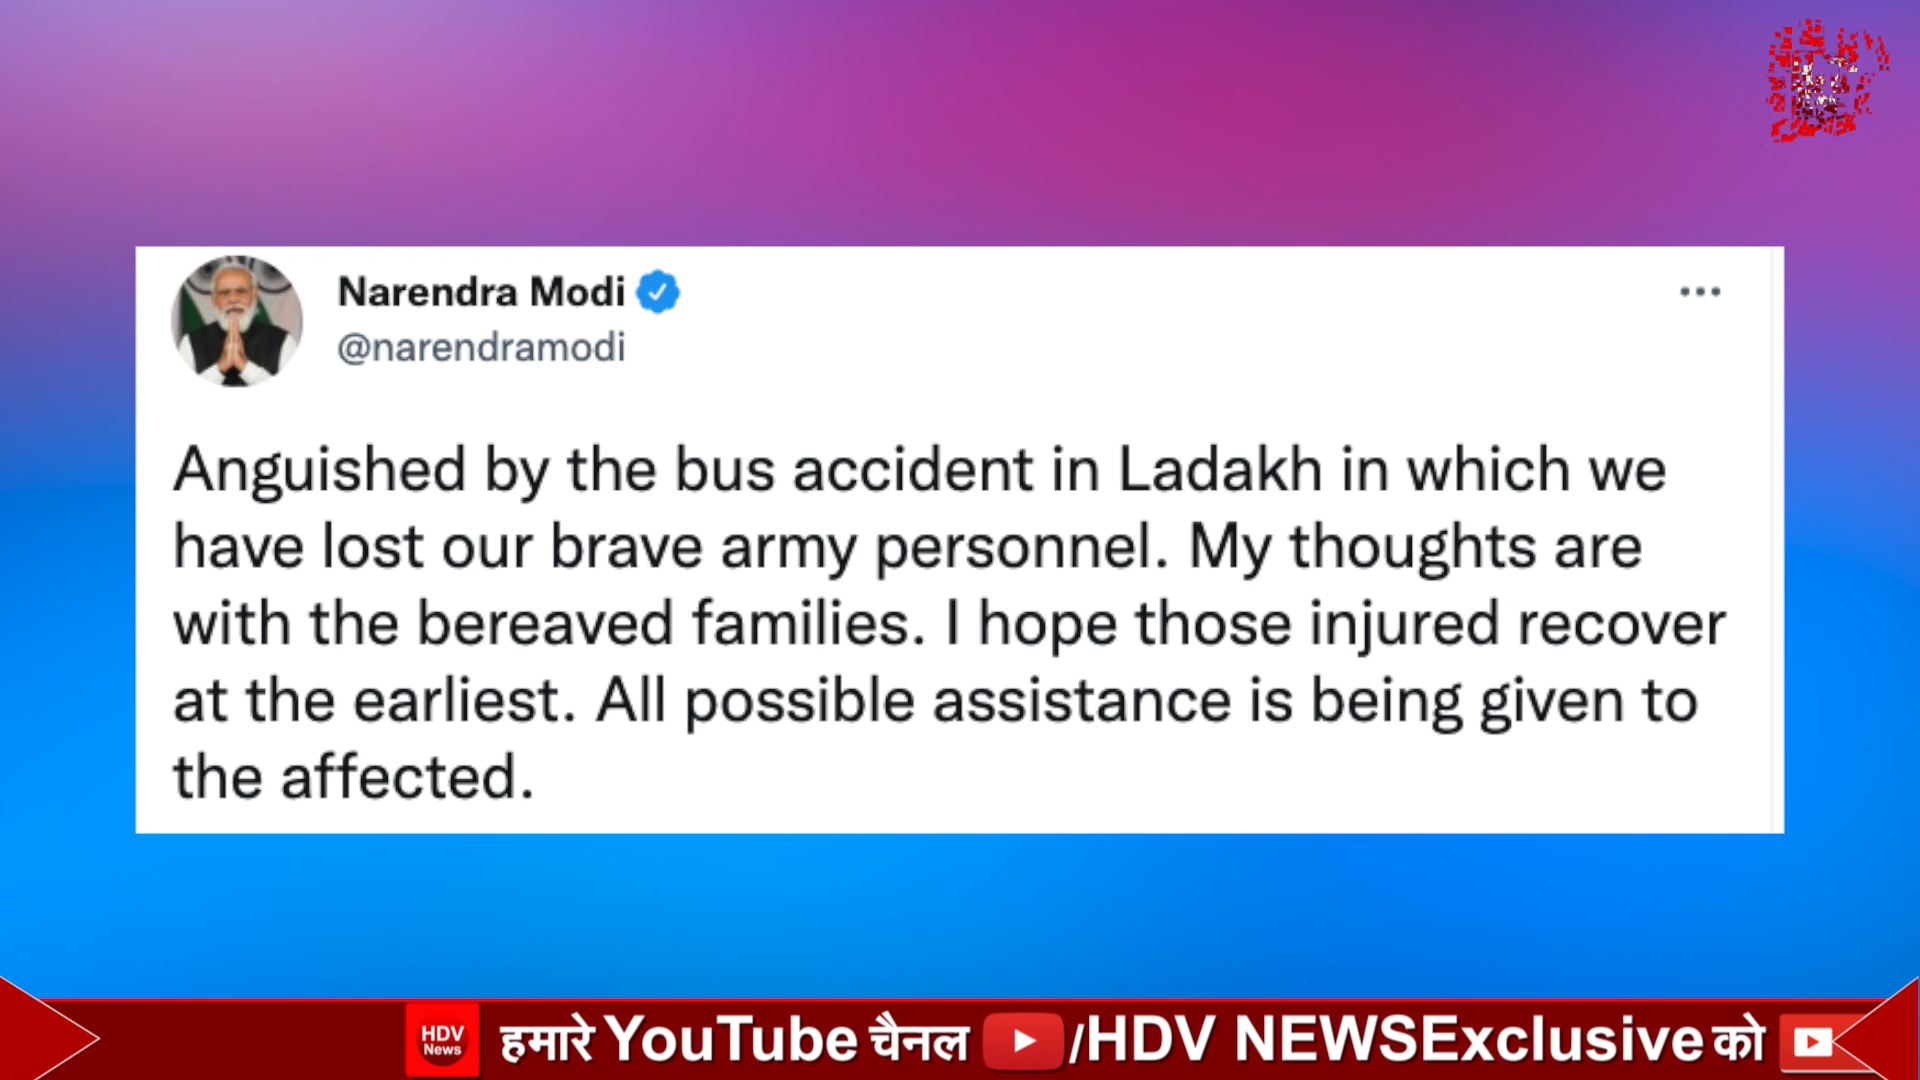 Narendra Modi
@narendramodi
Anguished by the bus accident in Ladakh in which we
have lost our brave army personnel. My thoughts are
with the bereaved families. I hope those injured recover
at the earliest. All possible assistance is being given to
the affected.
HDV
News
हमारे YouTube चैनल /HDV NEWSExclusive को